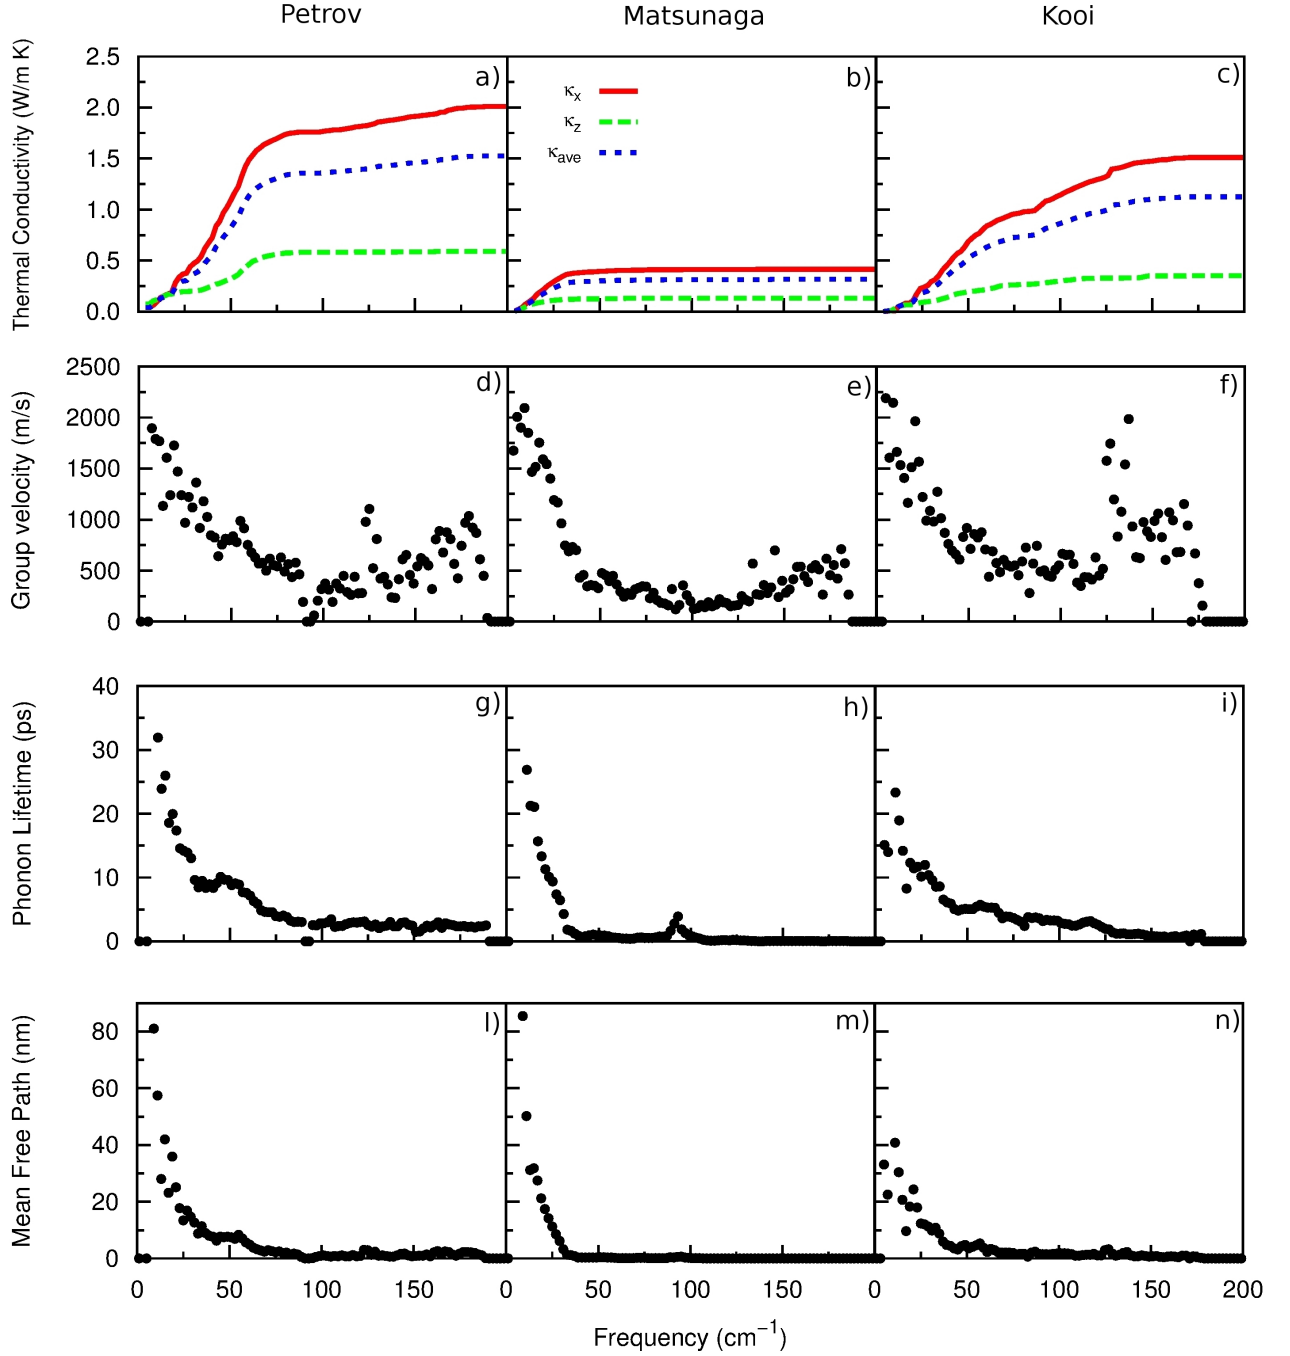 Petrov Matsunaga Kooi
Thermal Conductivity (W/m K)
2.5
2.0
1.5
1.0
0.5
0.0
a)
b)
c)
κx
κz
κave
Group velocity (m/s)
2500
2000
1500
1000
500
0
d)
e)
f)
Phonon Lifetime (ps)
40
30
20
10
0
g)
h)
i)
Mean Free Path (nm)
80
60
40
20
0
l)
m)
n)
0 50 100 150 0 50 100 150 0 50 100 150 200
Frequency (cm⁻¹)